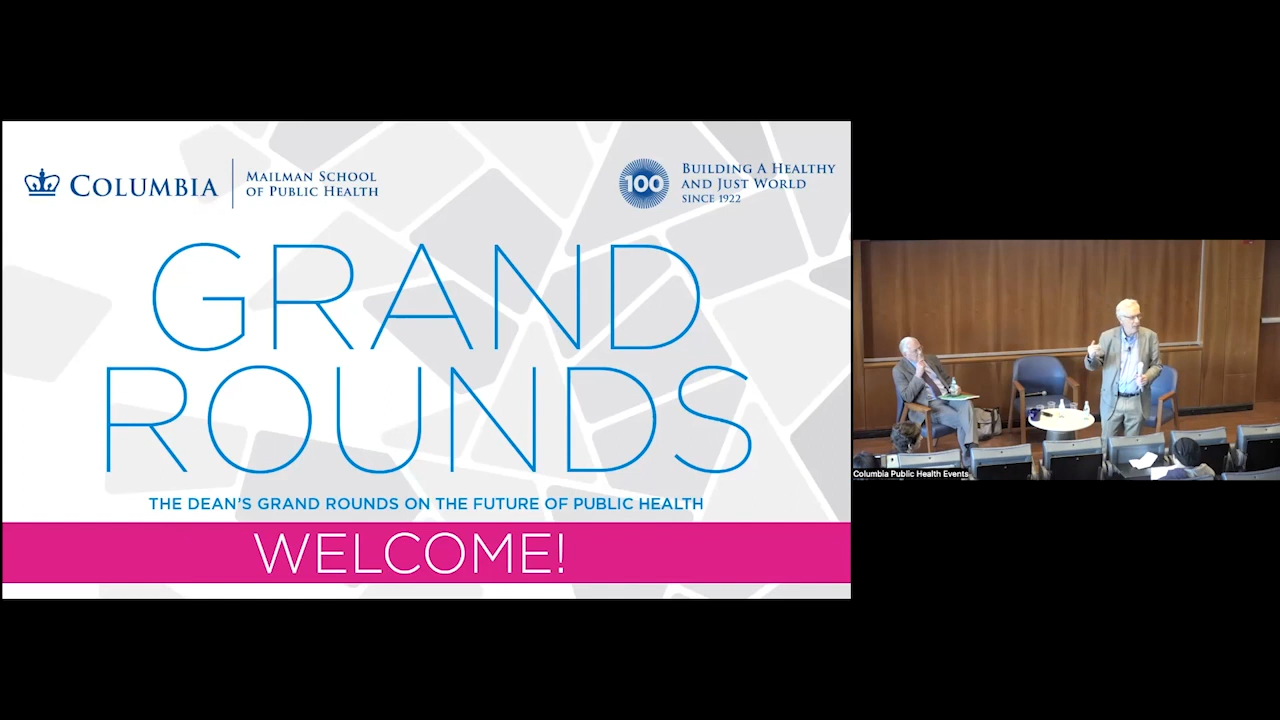 COLUMBIA
MAILMAN SCHOOL
OF PUBLIC HEALTH
100
BUILDING A HEALTHY
AND JUST WORLD
SINCE 1922
GRAND
ROUNDS
THE DEAN'S GRAND ROUNDS ON THE FUTURE OF PUBLIC HEALTH
WELCOME!
Columbia Public Health Events